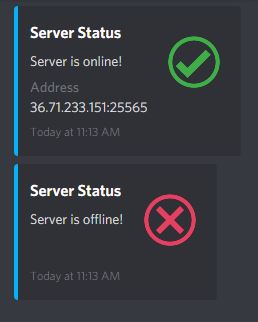 Server Status
Server is online!
Address
36.71.233.151:25565
Today at 11:13 AM
Server Status
Server is offline!
Today at 11:13 AM